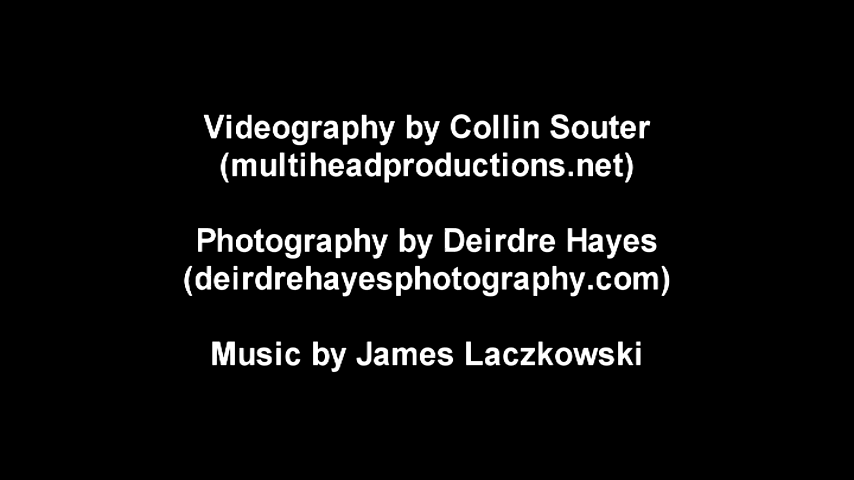 Videography by Collin Souter
(multiheadproductions.net)
Photography by Deirdre Hayes
(deirdrehayesphotography.com)
Music by James Laczkowski